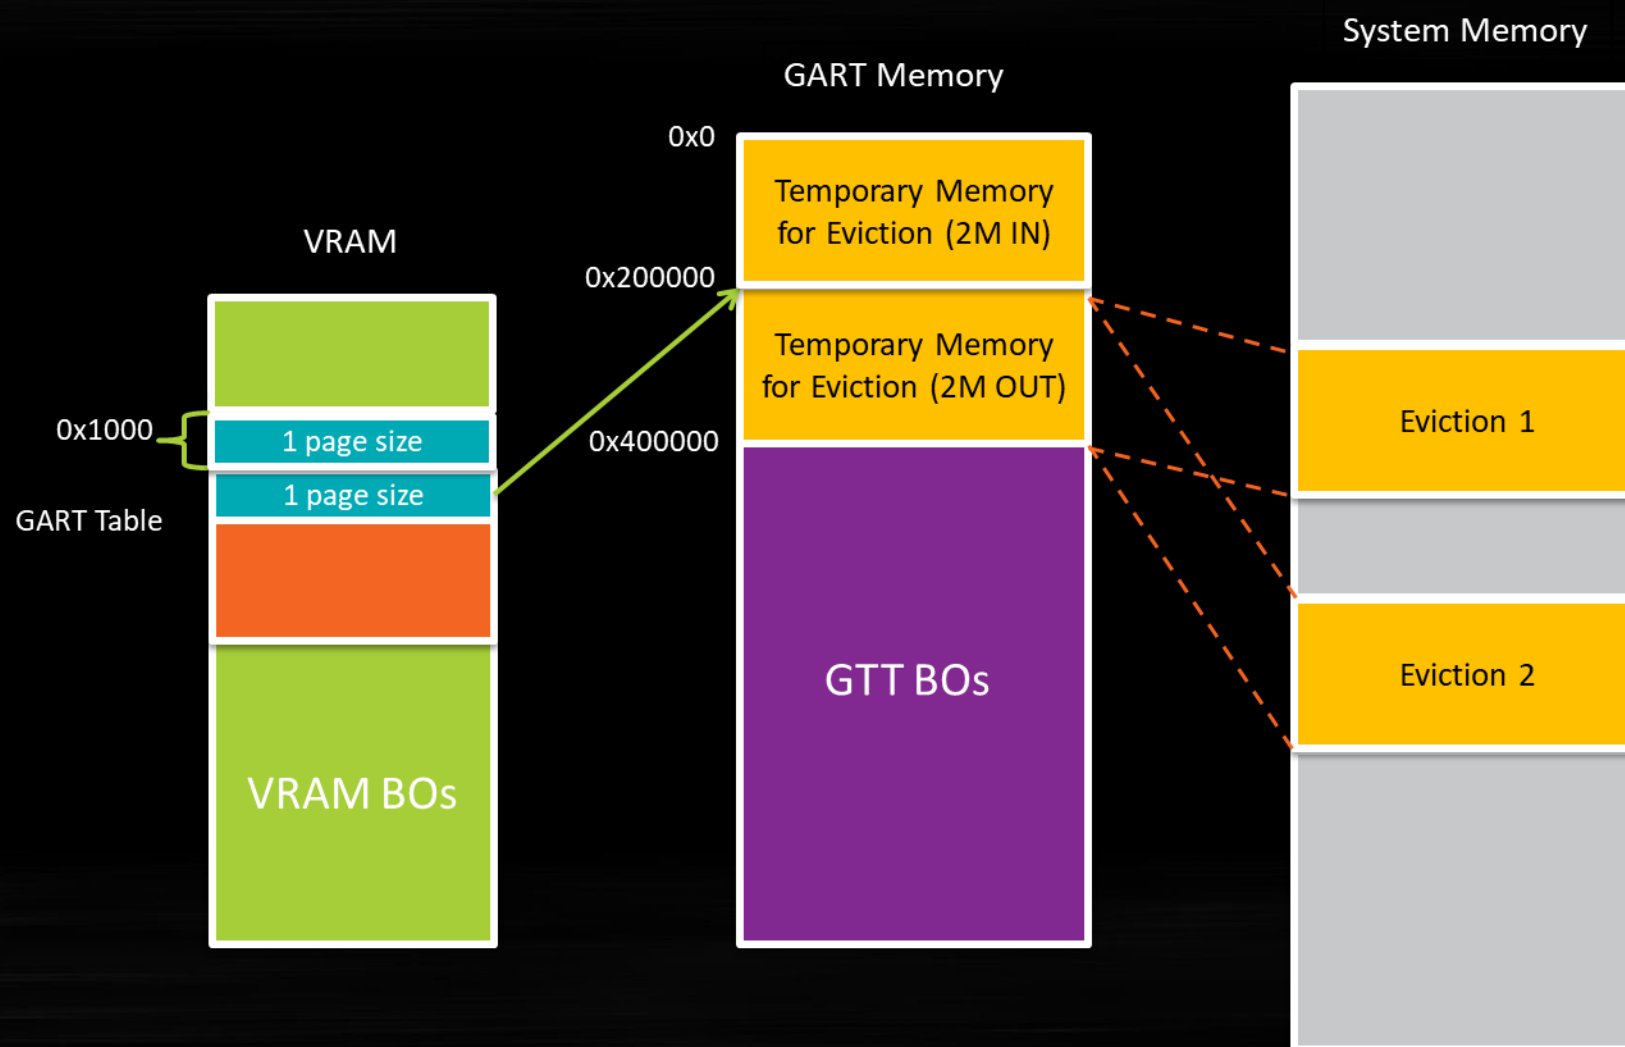 System Memory
GART Memory
0x0
Temporary Memory
for Eviction (2M IN)
VRAM
0x200000
Temporary Memory
for Eviction (2M OUT)
0x400000
0x1000
1 page size
1 page size
GART Table
Eviction 1
GTT BOs
Eviction 2
VRAM BOs